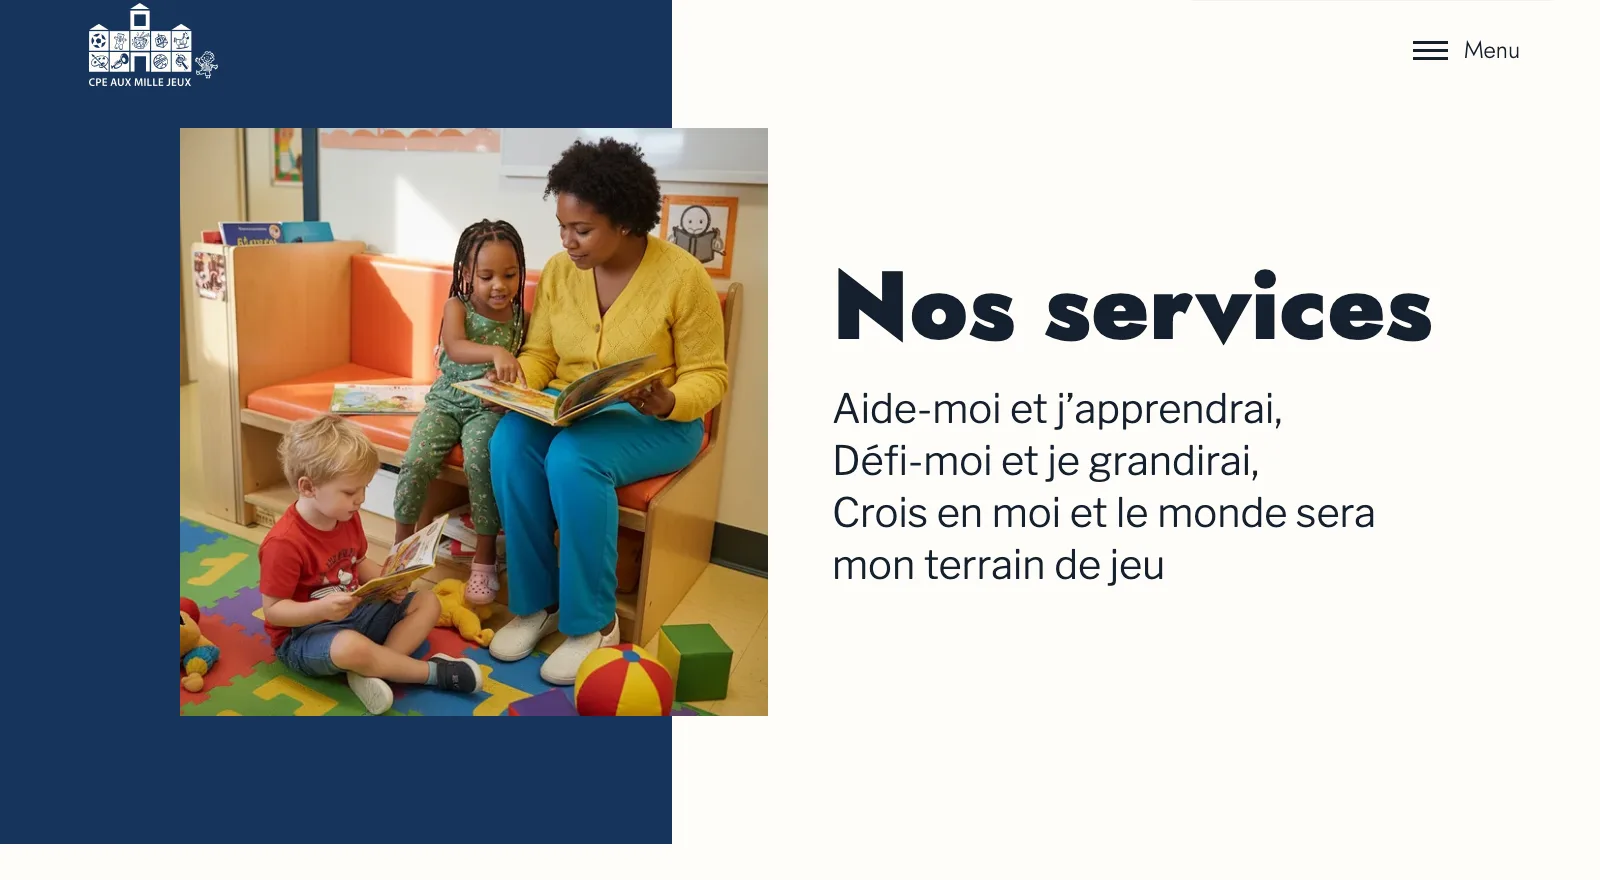 CPE AUX MILLE JEUX
Menu
Nos services
Aide-moi et j’apprendrai,
Défi-moi et je grandirai,
Crois en moi et le monde sera
mon terrain de jeu